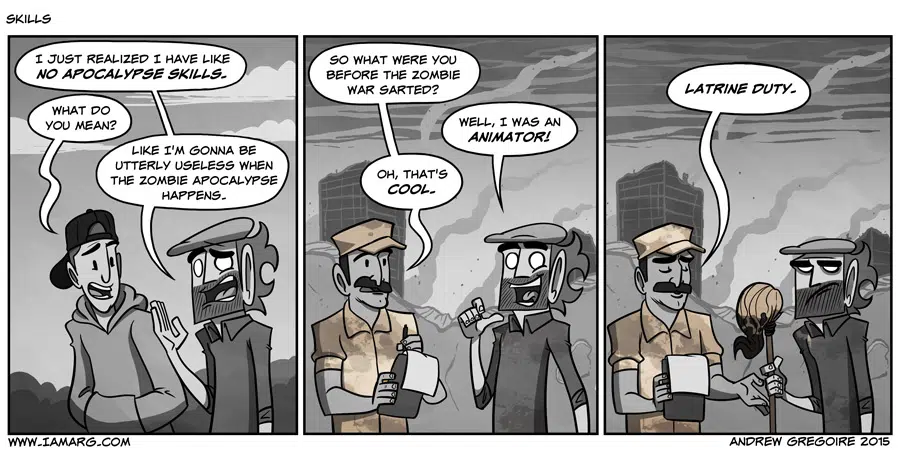 SKILLS
I JUST REALIZED I HAVE LIKE
NO APOCALYPSE SKILLS.
WHAT DO
YOU MEAN?
LIKE I'M GONNA BE
UTTERLY USELESS WHEN
THE ZOMBIE APOCALYPSE
HAPPENS.
SO WHAT WERE YOU
BEFORE THE ZOMBIE
WAR SARTED?
WELL, I WAS AN
ANIMATOR!
OH, THAT'S
COOL.
LATRINE DUTY.
WWW.IAMARG.COM
ANDREW GREGOIRE 2015